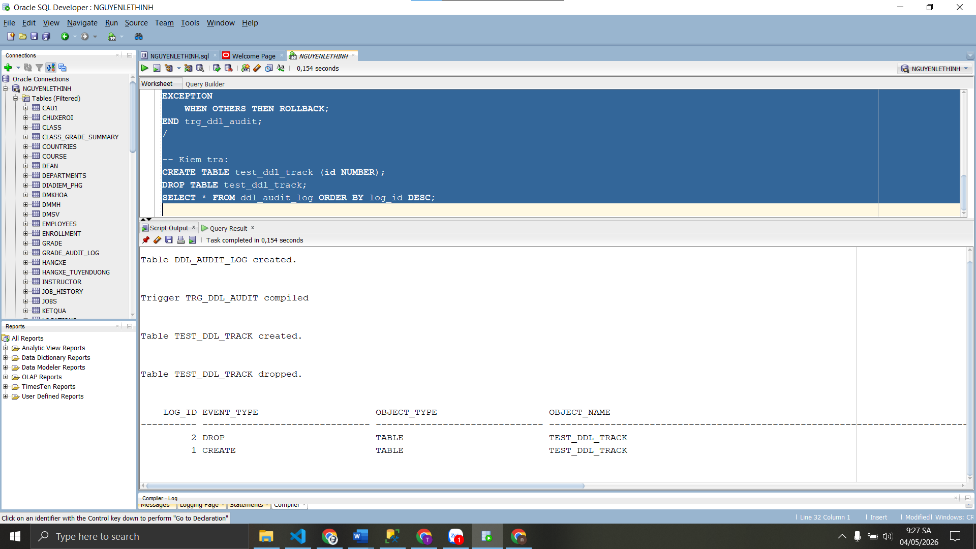 Oracle SQL Developer : NGUYENLETHINH
File Edit View Navigate Run Source Team Tools Window Help
Connections
NGUYENLETHINH.sql
Welcome Page
NGUYENLETHINH
0,154 seconds
NGUYENLETHINH
Worksheet Query Builder
Oracle Connections
NGUYENLETHINH
Tables (Filtered)
CAU1
CHUXEROI
CLASS
CLASS_GRADE_SUMMARY
COUNTRIES
COURSE
DEAN
DEPARTMENTS
DIADIEM_PHG
DMKHOA
DMMH
DMSV
EMPLOYEES
ENROLLMENT
GRADE
GRADE_AUDIT_LOG
HANGXE
HANGXE_TUYENDUONG
INSTRUCTOR
JOB_HISTORY
JOBS
KETQUA
EXCEPTION
WHEN OTHERS THEN ROLLBACK;
END trg_ddl_audit;
/
-- Kiem tra:
CREATE TABLE test_ddl_track (id NUMBER);
DROP TABLE test_ddl_track;
SELECT * FROM ddl_audit_log ORDER BY log_id DESC;
Script Output × Query Result ×
Task completed in 0,154 seconds
Table DDL_AUDIT_LOG created.
Trigger TRG_DDL_AUDIT compiled
Table TEST_DDL_TRACK created.
Table TEST_DDL_TRACK dropped.
LOG_ID EVENT_TYPE OBJECT_TYPE OBJECT_NAME
2 DROP TABLE TEST_DDL_TRACK
1 CREATE TABLE TEST_DDL_TRACK
Reports
All Reports
Analytic View Reports
Data Dictionary Reports
Data Modeler Reports
OLAP Reports
TimesTen Reports
User Defined Reports
Compiler - Log
Messages Logging Page Statements Compiler
Click on an identifier with the Control key down to perform "Go to Declaration"
Line 32 Column 1 Insert Modified Windows: CF
Type here to search
9:27 SA
04/05/2026